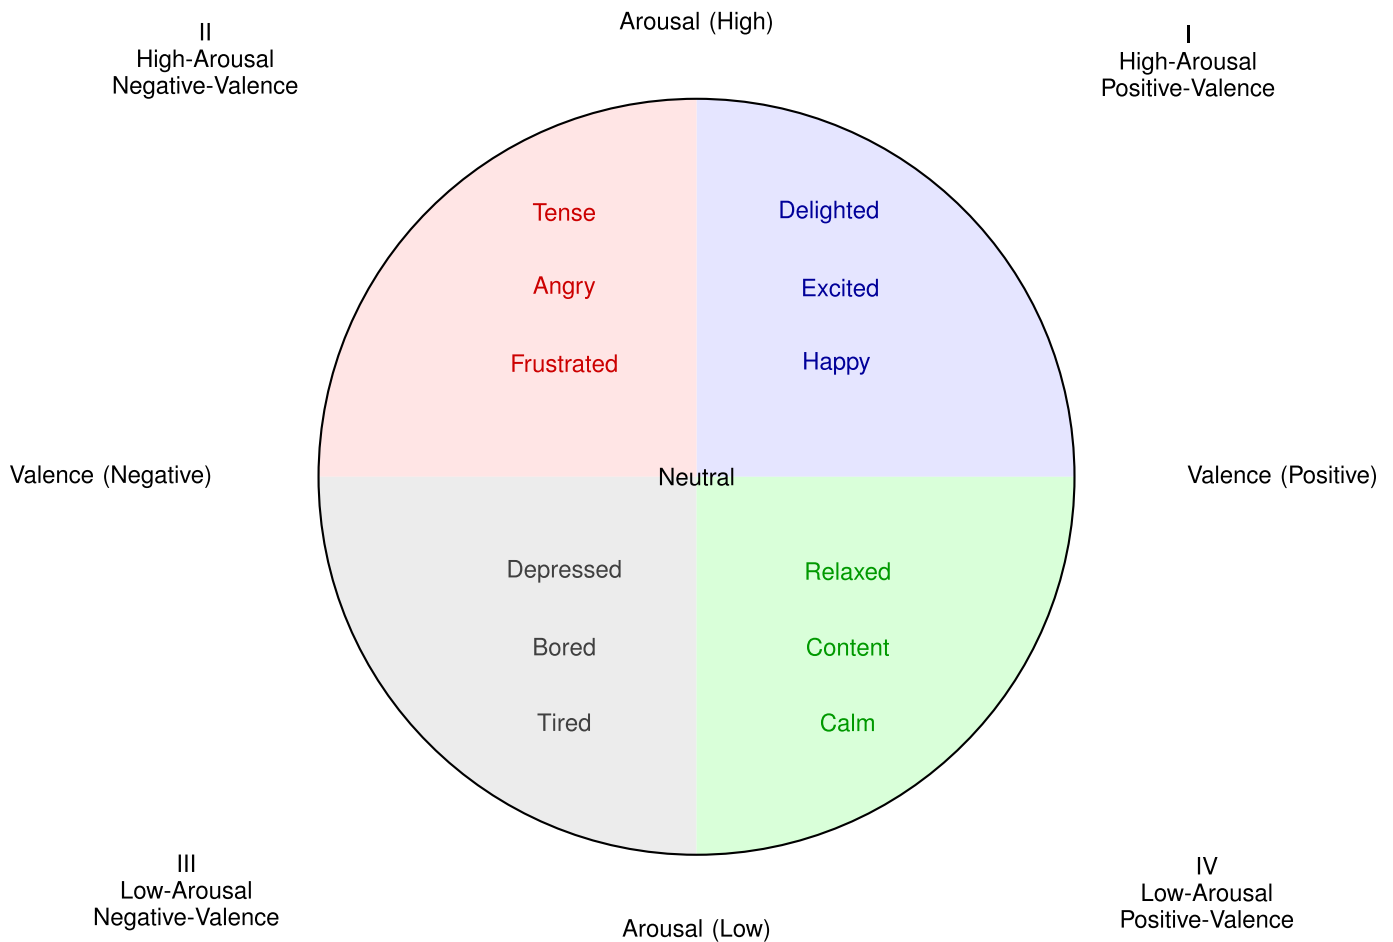 Arousal (High)
II
High-Arousal
Negative-Valence
I
High-Arousal
Positive-Valence
Tense
Delighted
Angry
Excited
Frustrated
Happy
Valence (Negative)
Neutral
Valence (Positive)
Depressed
Relaxed
Bored
Content
Tired
Calm
III
Low-Arousal
Negative-Valence
IV
Low-Arousal
Positive-Valence
Arousal (Low)